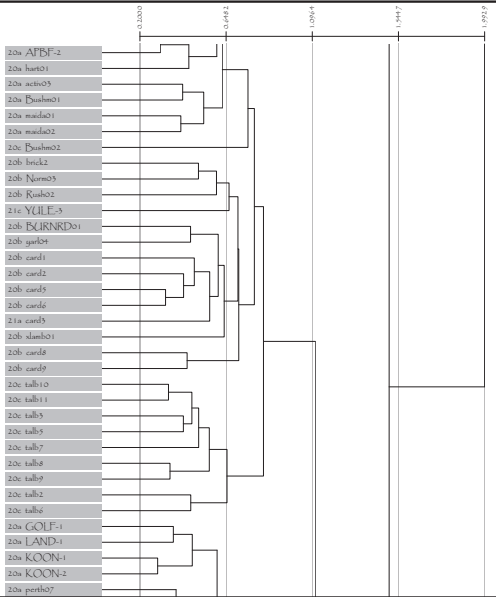 0.2000
0.6482
1.0964
1.5447
1.9929
20a APBF-2
20a hart01
20a activ03
20a Bushm01
20a maida01
20a maida02
20c Bushm02
20b brick2
20b Norm03
20b Rush02
21c YULE-3
20b BURNRD01
20b yarl04
20b card1
20b card2
20b card5
20b card6
21a card3
20b slamb01
20b card8
20b card9
20c talb10
20c talb11
20c talb3
20c talb5
20c talb7
20c talb8
20c talb9
20c talb2
20c talb6
20a GOLF-1
20a LAND-1
20a KOON-1
20a KOON-2
20a perth07